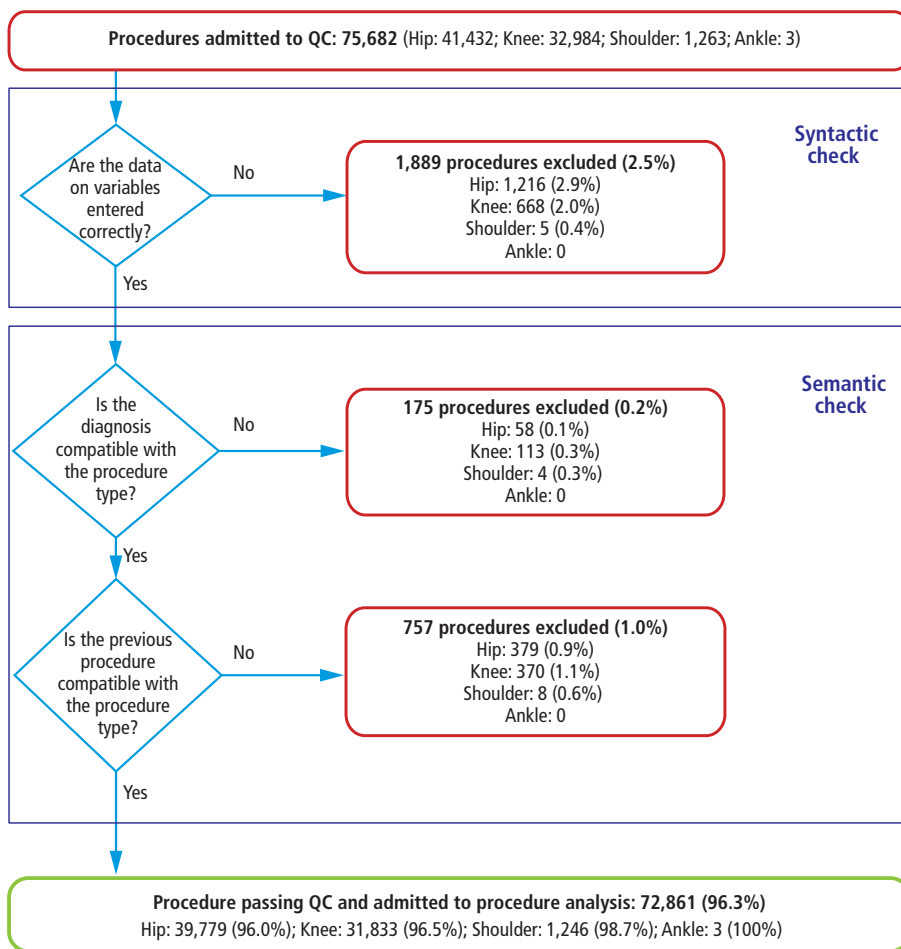 Procedures admitted to QC: 75,682 (Hip: 41,432; Knee: 32,984; Shoulder: 1,263; Ankle: 3)
Syntactic
check
Are the data
on variables
entered
correctly?
No
1,889 procedures excluded (2.5%)
Hip: 1,216 (2.9%)
Knee: 668 (2.0%)
Shoulder: 5 (0.4%)
Ankle: 0
Yes
Semantic
check
Is the
diagnosis
compatible with
the procedure
type?
No
175 procedures excluded (0.2%)
Hip: 58 (0.1%)
Knee: 113 (0.3%)
Shoulder: 4 (0.3%)
Ankle: 0
Yes
Is the previous
procedure
compatible with
the procedure
type?
No
757 procedures excluded (1.0%)
Hip: 379 (0.9%)
Knee: 370 (1.1%)
Shoulder: 8 (0.6%)
Ankle: 0
Yes
Procedure passing QC and admitted to procedure analysis: 72,861 (96.3%)
Hip: 39,779 (96.0%); Knee: 31,833 (96.5%); Shoulder: 1,246 (98.7%); Ankle: 3 (100%)